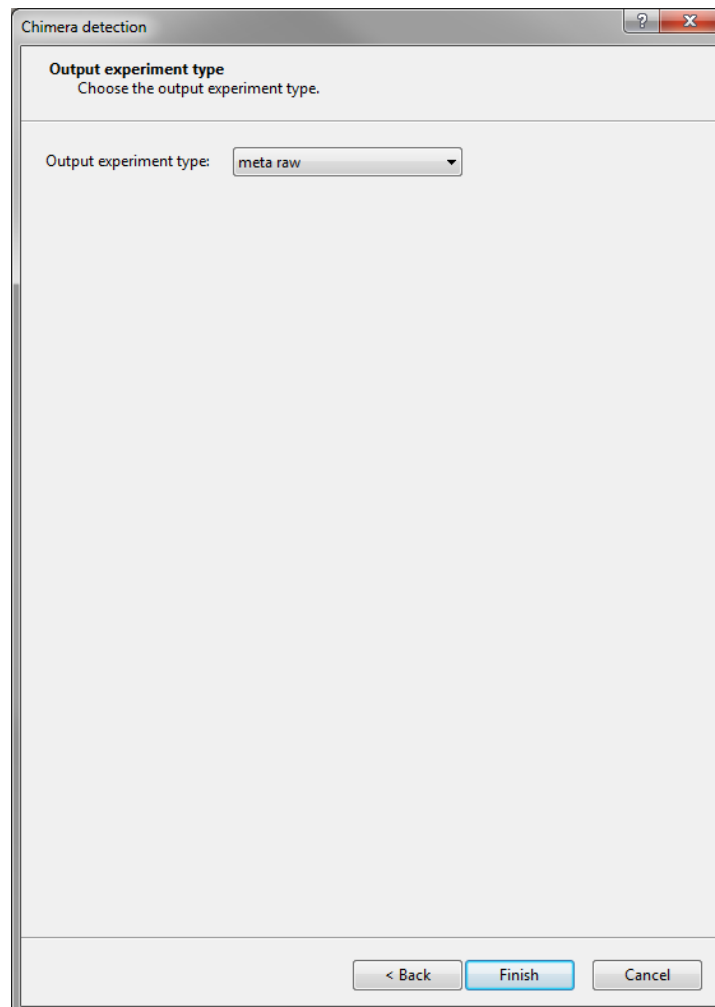 Chimera detection
Output experiment type
Choose the output experiment type.
Output experiment type: meta raw
< Back Finish Cancel